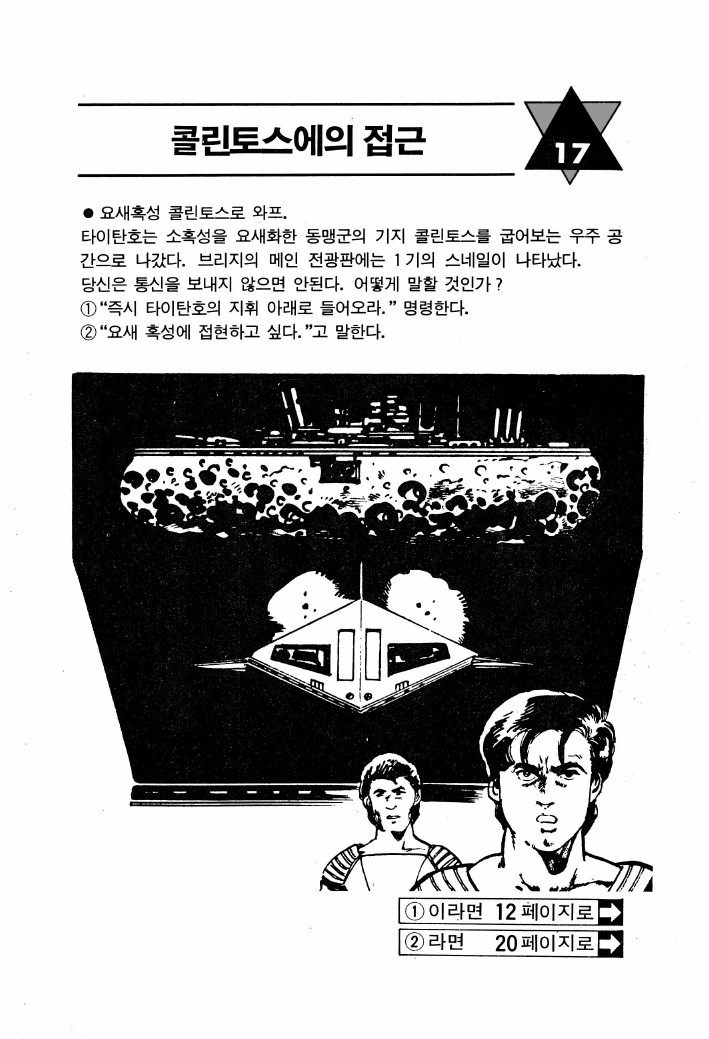 콜린토스에의 접근
17
● 요새혹성 콜린토스로 와프.
타이탄호는 소혹성을 요새화한 동맹군의 기지 콜린토스를 굽어보는 우주 공
간으로 나갔다. 브리지의 메인 전광판에는 1기의 스네일이 나타났다.
당신은 통신을 보내지 않으면 안된다. 어떻게 말할 것인가?
①“즉시 타이탄호의 지휘 아래로 들어오라.” 명령한다.
②“요새 혹성에 접현하고 싶다.”고 말한다.
①이라면 12페이지로
②라면 20페이지로